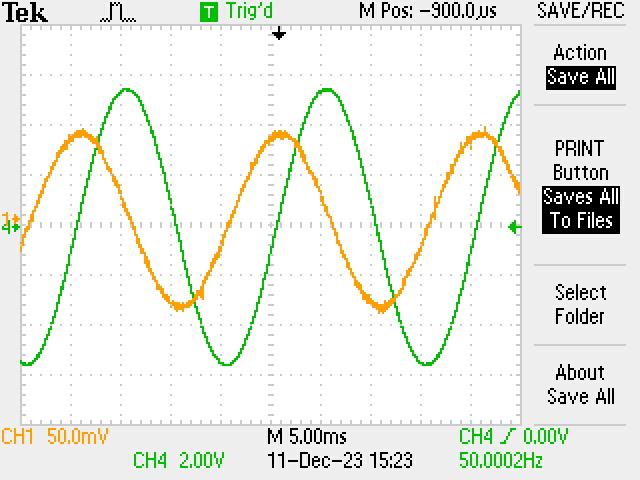 Tek T Trig'd M Pos: -900.0µs SAVE/REC
Action
Save All
PRINT
Button
Saves All
To Files
Select
Folder
About
Save All
1
4
CH1 50.0mV M 5.00ms CH4 / 0.00V
CH4 2.00V 11-Dec-23 15:23 50.0002Hz